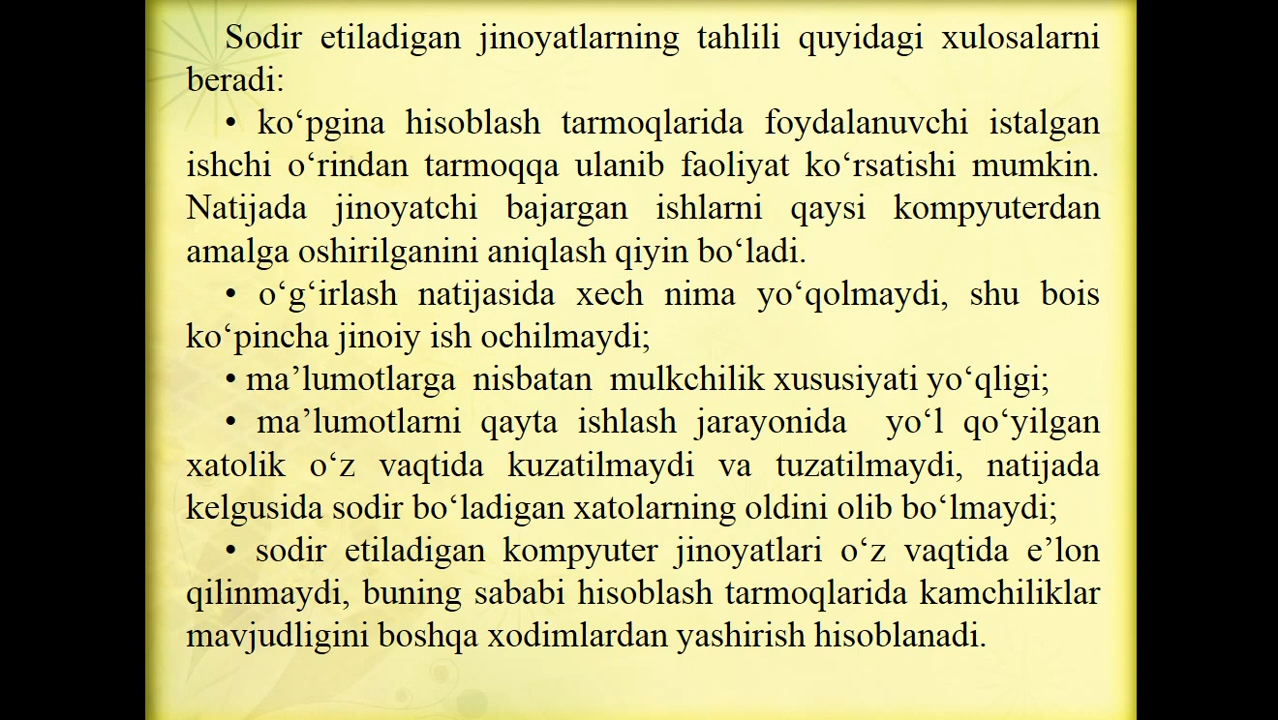 Sodir etiladigan jinoyatlarning tahlili quyidagi xulosalarni
beradi:
• ko‘pgina hisoblash tarmoqlarida foydalanuvchi istalgan
ishchi o‘rindan tarmoqqa ulanib faoliyat ko‘rsatishi mumkin.
Natijada jinoyatchi bajargan ishlarni qaysi kompyuterdan
amalga oshirilganini aniqlash qiyin bo‘ladi.
• o‘g‘irlash natijasida xech nima yo‘qolmaydi, shu bois
ko‘pincha jinoiy ish ochilmaydi;
• ma’lumotlarga nisbatan mulkchilik xususiyati yo‘qligi;
• ma’lumotlarni qayta ishlash jarayonida yo‘l qo‘yilgan
xatolik o‘z vaqtida kuzatilmaydi va tuzatilmaydi, natijada
kelgusida sodir bo‘ladigan xatolarning oldini olib bo‘lmaydi;
• sodir etiladigan kompyuter jinoyatlari o‘z vaqtida e’lon
qilinmaydi, buning sababi hisoblash tarmoqlarida kamchiliklar
mavjudligini boshqa xodimlardan yashirish hisoblanadi.